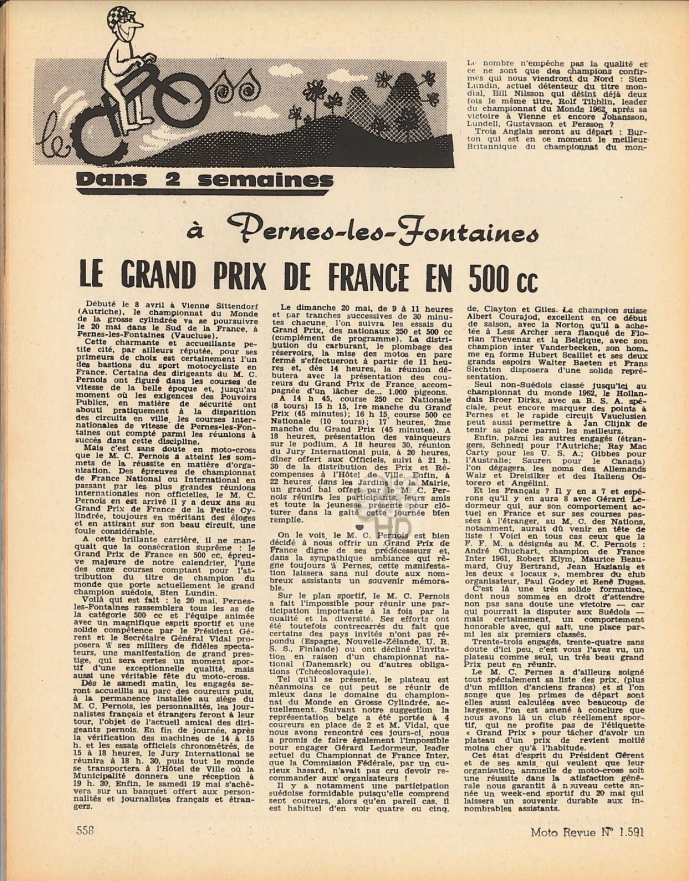 le
Dans 2 semaines
à Pernes-les-Fontaines
LE GRAND PRIX DE FRANCE EN 500 cc
Débuté le 8 avril à Vienne Sittendorf
(Autriche), le championnat du Monde
de la grosse cylindrée va se poursuivre
le 20 mai dans le Sud de la France, à
Pernes-les-Fontaines (Vaucluse).
Cette charmante et accueillante pe-
tite cité, par ailleurs réputée, pour ses
primeurs de choix est certainement l'un
des bastions du sport motocycliste en
France. Certains des dirigeants du M. C.
Pernois ont figuré dans les courses de
vitesse de la belle époque et, jusqu'au
moment où les exigences des Pouvoirs
Publics, en matière de sécurité ont
abouti pratiquement à la disparition
des circuits en ville. les courses inter-
nationales de vitesse de Pernes-les-Fon-
taines ont compté parmi les réunions à
succès dans cette discipline.
Mais c'est sans doute en moto-cross
que le M. C. Pernois a atteint les som-
mets de la réussite en matière d'orga-
nisation. Des épreuves de championnat
de France National ou International en
passant par les plus grandes réunions
internationales non officielles, le M. C.
Pernois en est arrivé il y a deux ans au
Grand Prix de France de la Petite Cy-
lindrée, toujours en méritant des éloges
et en attirant sur son beau circuit, une
foule considérable.
A cette brillante carrière, il ne man-
quait que la consécration suprême : le
Grand Prix de France en 500 cc, épreu-
ve majeure de notre calendrier, l'une
des onze courses comptant pour l'at-
tribution du titre de champion du
monde que porte actuellement le grand
champion suédois, Sten Lundin.
Voilà qui est fait : le 20 mai, Pernes-
les-Fontaines rassemblera tous les as de
la catégorie 500 cc et l'équipe animée
avec un magnifique esprit sportif et une
solide compétence par le Président Gé-
rent et le Secrétaire Général Vidal pro-
posera à ses milliers de fidèles specta-
teurs, une manifestation de grand pres-
tige, qui sera certes un moment spor-
tif d'une exceptionnelle qualité, mais
aussi une véritable fête du moto-cross.
Dès le samedi matin, les engagés se-
ront accueillis au parc des coureurs puis,
à la permanence installée au siège du
M. C. Pernois, les personnalités, les jour-
nalistes français et étrangers feront à leur
tour, l'objet de l'accueil amical des diri-
geants pernois. En fin de journée, après
la vérification des machines de 14 à 15
h. et les essais officiels chronométrés, de
15 à 18 heures, le Jury International se
réunira à 18 h. 30, puis tout le monde
se transportera à l'Hôtel de Ville où la
Municipalité donnera une réception à
19 h. 30. Enfin, le samedi 19 mai s'achè-
vera sur un banquet offert aux person-
nalités et journalistes français et étran-
gers.
Le dimanche 20 mai, de 9 à 11 heures
et par tranches successives de 30 minu-
tes chacune, l'on suivra les essais du
Grand Prix, des nationaux 250 et 500 cc
(complément de programme). La distri-
bution du carburant, le plombage des
réservoirs, la mise des motos en parc
fermé s'effectueront à partir de 11 heu-
res et, dès 14 heures, la réunion dé-
butera avec la présentation des cou-
reurs du Grand Prix de France accom-
pagnée d'un lâcher de... 1.000 pigeons.
A 14 h 45, course 250 cc Nationale
(8 tours) 15 h 15, 1re manche du Grand
Prix (45 minutes); 16 h 15, course 500 cc
Nationale (10 tours); 17 heures, 2me
manche du Grand Prix (45 minutes). A
18 heures, présentation des vainqueurs
sur le podium. A 18 heures 30, réunion
du Jury International puis, à 20 heures,
dîner offert aux Officiels, suivi à 21 h.
30 de la distribution des Prix et Ré-
compenses à l'Hôtel de Ville. Enfin, à
22 heures dans les Jardins de la Mairie,
un grand bal offert par le M. C. Per-
nois réunira les participants, leurs amis
et toute la jeunesse présente pour clô-
turer dans la gaité cette journée bien
remplie.
On le voit, le M. C. Pernois est bien
décidé à nous offrir un Grand Prix de
France digne de ses prédécesseurs et,
dans la sympathique ambiance qui rè-
gne toujours à Pernes, cette manifesta-
tion laissera sans nul doute aux nom-
breux assistants un souvenir mémora-
ble.
Sur le plan sportif, le M. C. Pernois
a fait l'impossible pour réunir une par-
ticipation importante à la fois par la
qualité et la diversité. Ses efforts ont
été toutefois contrecarrés du fait que
certains des pays invités n'ont pas ré-
pondu (Espagne, Nouvelle-Zélande, U. R.
S. S., Finlande) ou ont décliné l'invita-
tion en raison d'un championnat na-
tional (Danemark) ou d'autres obliga-
tions (Tchécoslovaquie).
Tel qu'il se présente, le plateau est
néanmoins ce qui peut se réunir de
mieux dans le domaine du champion-
nat du Monde en Grosse Cylindrée, ac-
tuellement. Suivant notre suggestion la
représentation belge a été portée à 4
coureurs en place de 2 et M. Vidal, que
nous avons rencontré ces jours-ci, nous
a promis de faire également l'impossible
pour engager Gérard Ledormeur, leader
actuel du Championnat de France Inter,
que la Commission Fédérale, par un cu-
rieux hasard, n'avait pas cru devoir re-
commander aux organisateurs !
Il y a notamment une participation
suédoise formidable puisqu'elle comprend
sept coureurs, alors qu'en pareil cas, il
est habituel d'en voir quatre ou cinq.
Le nombre n'empêche pas la qualité et
ce ne sont que des champions confir-
més qui nous viendront du Nord : Sten
Lundin, actuel détenteur du titre mon-
dial, Bill Nilsson qui détint déjà deux
fois le même titre, Rolf Tibblin, leader
du championnat du Monde 1962, après sa
victoire à Vienne et encore Johansson,
Lundell, Gustavsson et Persson ?
Trois Anglais seront au départ : Bur-
ton qui est en ce moment le meilleur
Britannique du championnat du mon-
de, Clayton et Giles. Le champion suisse
Albert Courajod, excellent en ce début
de saison, avec la Norton qu'il a ache-
tée à Less Archer sera flanqué de Flo-
rian Thevenaz et la Belgique, avec son
champion inter Vanderbecken, son hom-
me en forme Hubert Scaillet et ses deux
grands espoirs Walter Baeten et Frans
Slechten disposera d'une solide repré-
sentation.
Seul non-Suédois classé jusqu'ici au
championnat du monde 1962, le Hollan-
dais Broer Dirks, avec sa B S A. spé-
ciale, peut encore marquer des points à
Pernes et le rapide circuit Vauclusien
peut aussi permettre à Jan Clijnk de
tenir sa place parmi les meilleurs.
Enfin, parmi les autres engagés (étran-
gers, Schnedl pour l'Autriche; Ray Mac
Carty pour les U. S. A.; Gibbes pour
l'Australie; Sauren pour le Canada)
l'on dégagera les noms des Allemands
Walz et Dreisilker et des Italiens Os-
torero et Angelini.
Et les Français ? Il y en a 7 et espé-
rons qu'il y en aura 8 avec Gérard Le-
dormeur qui, sur son comportement ac-
tuel en France et sur ses courses pas-
sées à l'étranger, au M. C. des Nations,
notamment, aurait du venir en tête de
liste ! Voici en tous cas ceux que la
F. F. M. a désignés au M. C. Pernois :
André Chuchart, champion de France
Inter 1961, Robert Klym, Maurice Beau-
mard, Guy Bertrand, Jean Hazianis et
les deux « locaux », membres du club
organisateur, Paul Godey et René Duges.
C'est là une très solide formation,
dont nous sommes en droit d'attendre
non pas sans doute une victoire — car
qui pourrait la disputer aux Suédois —
mais certainement, un comportement
honorable avec, qui sait, une place par-
mi les six premiers classés.
Trente-trois engagés, trente-quatre sans
doute d'ici peu, c'est vous l'avez vu, un
plateau comme seul, un très beau grand
Prix peut en réunir.
Le M. C. Pernes a d'ailleurs soigné
tout spécialement sa liste des prix, (plus
d'un million d'anciens francs) et si l'on
songe que les primes de départ sont
elles aussi calculées avec beaucoup de
largesse, l'on est amené à conclure que
nous avons là un club réellement spor-
tif, qui ne profite pas de l'étiquette
« Grand Prix » pour tâcher d'avoir un
plateau d'un prix de revient moitié
moins cher qu'à l'habitude.
Cet état d'esprit du Président Gérent
et de ses amis, qui veulent que leur
organisation annuelle de moto-cross soit
une réussite dans la satisfaction géné-
rale nous garantit à nouveau cette an-
née un week-end sportif du 20 mai qui
laissera un souvenir durable aux in-
nombrables assistants.
558
Moto Revue N° 1.591